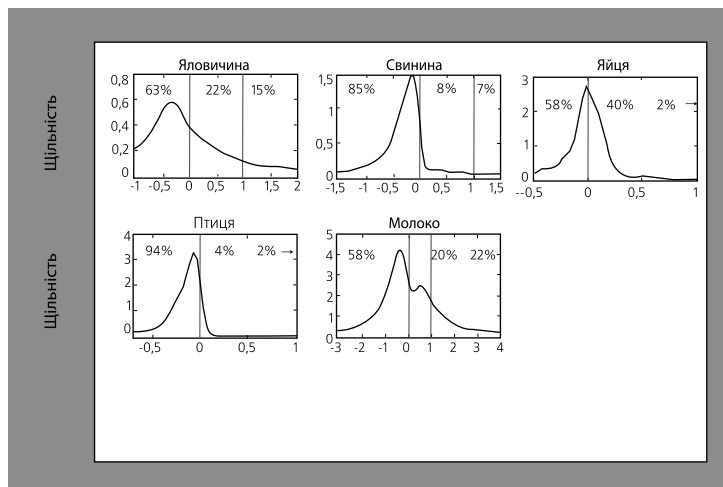 Яловичина
Щільність
0,8
0,6
0,4
0,2
0
63% 22% 15%
-1 -0,5 0 0,5 1 1,5 2
Свинина
1,5
1
0,5
0
85% 8% 7%
-1,5 -1 -0,5 0 0,5 1 1,5
Яйця
3
2
1
0
58% 40% 2% →
--0,5 0 0,5 1
Птиця
Щільність
4
3
2
1
0
94% 4% 2% →
-0,5 0 0,5 1
Молоко
5
4
3
2
1
0
58% 20% 22%
-3 -2 -1 0 1 2 3 4